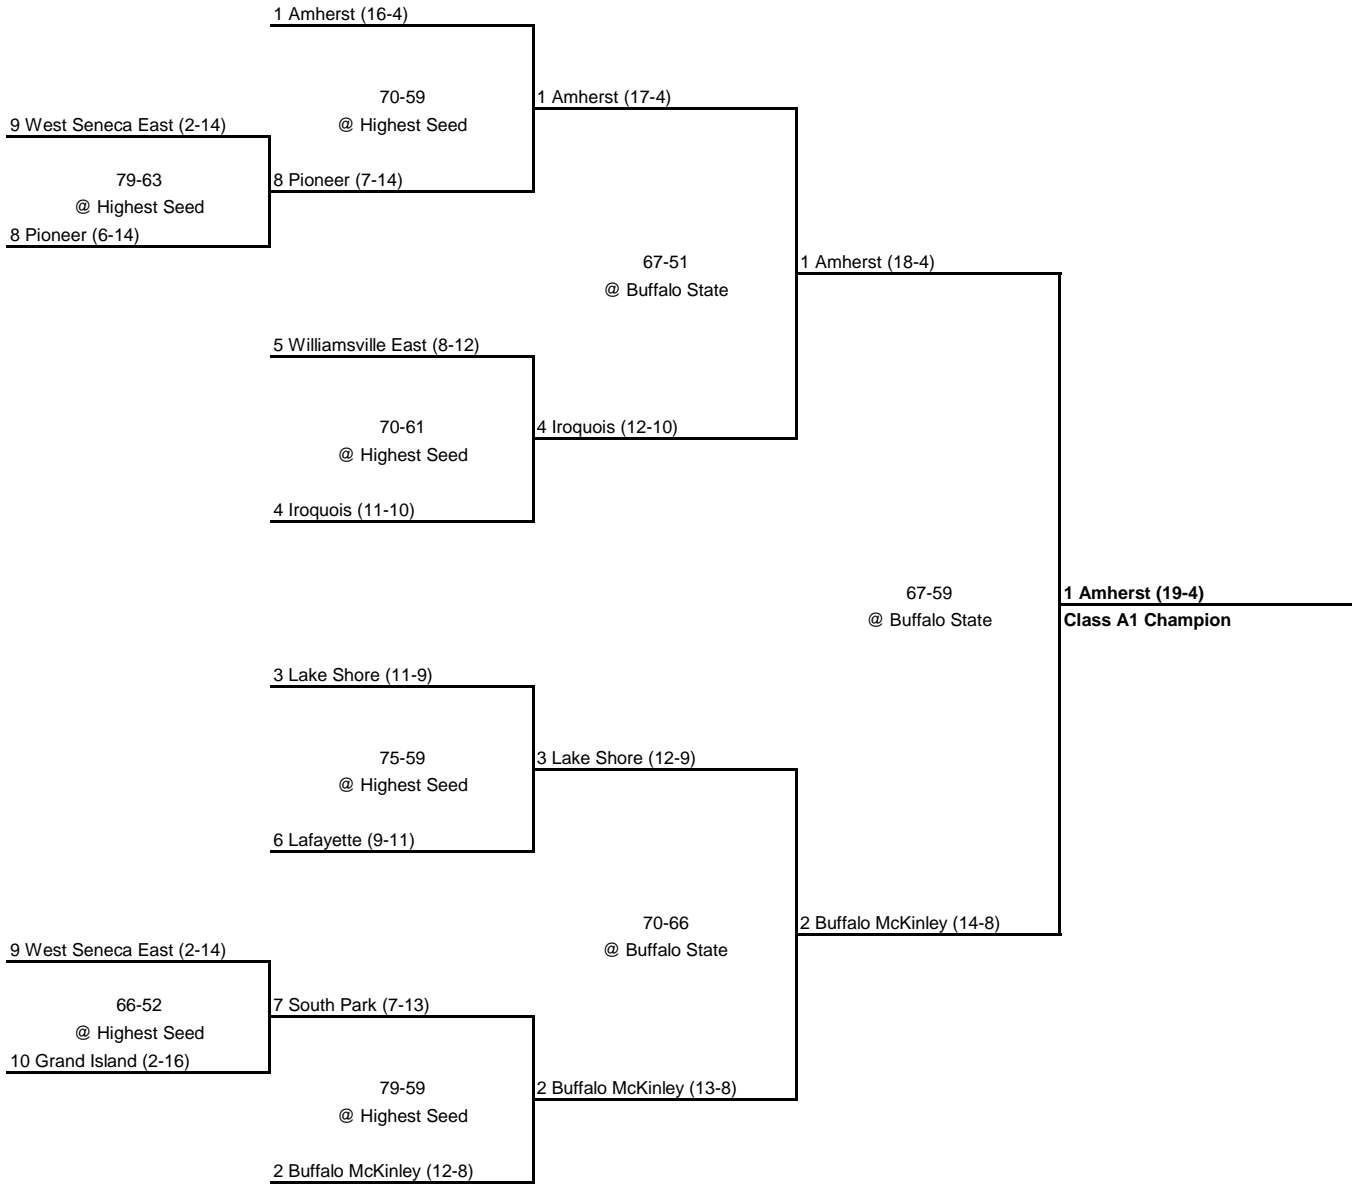 1 Amherst (16-4)
70-59
@ Highest Seed
1 Amherst (17-4)
9 West Seneca East (2-14)
79-63
@ Highest Seed
8 Pioneer (7-14)
8 Pioneer (6-14)
67-51
@ Buffalo State
1 Amherst (18-4)
5 Williamsville East (8-12)
70-61
@ Highest Seed
4 Iroquois (12-10)
4 Iroquois (11-10)
67-59
@ Buffalo State
1 Amherst (19-4)
Class A1 Champion
3 Lake Shore (11-9)
75-59
@ Highest Seed
3 Lake Shore (12-9)
6 Lafayette (9-11)
70-66
@ Buffalo State
2 Buffalo McKinley (14-8)
9 West Seneca East (2-14)
66-52
@ Highest Seed
7 South Park (7-13)
10 Grand Island (2-16)
79-59
@ Highest Seed
2 Buffalo McKinley (13-8)
2 Buffalo McKinley (12-8)